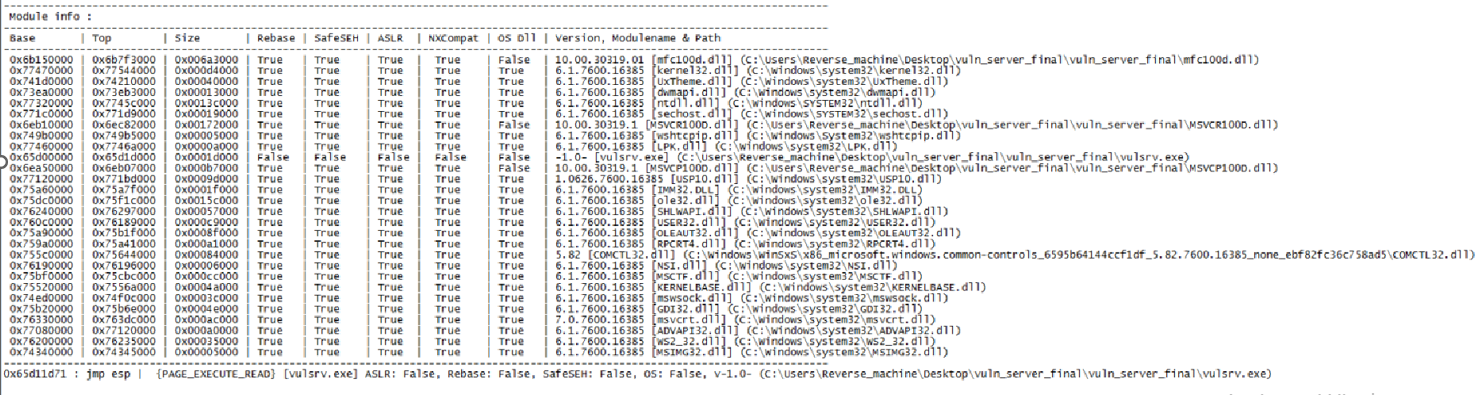 Module info :
Base | Top | Size | Rebase | SafeSEH | ASLR | NXCompat | OS Dll | Version, Modulename & Path
0x6b150000 | 0x6b7f3000 | 0x006a3000 | True | True | True | True | False | 10.00.30319.01 [mfc100d.dll] (C:\Users\Reverse_machine\Desktop\vuln_server_final\vuln_server_final\mfc100d.dll)
0x77470000 | 0x77544000 | 0x000d4000 | True | True | True | True | True | 6.1.7600.16385 [kernel32.dll] (C:\Windows\system32\kernel32.dll)
0x741d0000 | 0x74210000 | 0x00040000 | True | True | True | True | True | 6.1.7600.16385 [UxTheme.dll] (C:\Windows\system32\UxTheme.dll)
0x73ea0000 | 0x73eb3000 | 0x00013000 | True | True | True | True | True | 6.1.7600.16385 [dwmapi.dll] (C:\Windows\system32\dwmapi.dll)
0x77320000 | 0x7745c000 | 0x0013c000 | True | True | True | True | True | 6.1.7600.16385 [ntdll.dll] (C:\Windows\SYSTEM32\ntdll.dll)
0x771c0000 | 0x771d9000 | 0x00019000 | True | True | True | True | True | 6.1.7600.16385 [sechost.dll] (C:\Windows\SYSTEM32\sechost.dll)
0x6eb10000 | 0x6ec82000 | 0x00172000 | True | True | True | True | False | 10.00.30319.1 [MSVCR100D.dll] (C:\Users\Reverse_machine\Desktop\vuln_server_final\vuln_server_final\MSVCR100D.dll)
0x749b0000 | 0x749b5000 | 0x00005000 | True | True | True | True | True | 6.1.7600.16385 [wshtcpip.dll] (C:\Windows\System32\wshtcpip.dll)
0x77460000 | 0x7746a000 | 0x0000a000 | True | True | True | True | True | 6.1.7600.16385 [LPK.dll] (C:\Windows\system32\LPK.dll)
0x65d00000 | 0x65d1d000 | 0x0001d000 | False | False | False | False | False | -1.0- [vulsrv.exe] (C:\Users\Reverse_machine\Desktop\vuln_server_final\vuln_server_final\vulsrv.exe)
0x6ea50000 | 0x6eb07000 | 0x000b7000 | True | True | True | True | False | 10.00.30319.1 [MSVCP100D.dll] (C:\Users\Reverse_machine\Desktop\vuln_server_final\vuln_server_final\MSVCP100D.dll)
0x77120000 | 0x771bd000 | 0x0009d000 | True | True | True | True | True | 1.0626.7600.16385 [USP10.dll] (C:\Windows\system32\USP10.dll)
0x75a60000 | 0x75a7f000 | 0x0001f000 | True | True | True | True | True | 6.1.7600.16385 [IMM32.DLL] (C:\Windows\system32\IMM32.DLL)
0x75dc0000 | 0x75f1c000 | 0x0015c000 | True | True | True | True | True | 6.1.7600.16385 [ole32.dll] (C:\Windows\system32\ole32.dll)
0x76240000 | 0x76297000 | 0x00057000 | True | True | True | True | True | 6.1.7600.16385 [SHLWAPI.dll] (C:\Windows\system32\SHLWAPI.dll)
0x760c0000 | 0x76189000 | 0x000c9000 | True | True | True | True | True | 6.1.7600.16385 [USER32.dll] (C:\Windows\system32\USER32.dll)
0x75a90000 | 0x75b1f000 | 0x0008f000 | True | True | True | True | True | 6.1.7600.16385 [OLEAUT32.dll] (C:\Windows\system32\OLEAUT32.dll)
0x759a0000 | 0x75a41000 | 0x000a1000 | True | True | True | True | True | 6.1.7600.16385 [RPCRT4.dll] (C:\Windows\system32\RPCRT4.dll)
0x755c0000 | 0x75644000 | 0x00084000 | True | True | True | True | True | 5.82 [COMCTL32.dll] (C:\Windows\WinSxS\x86_microsoft.windows.common-controls_6595b64144ccf1df_5.82.7600.16385_none_ebf82fc36c758ad5\COMCTL32.dll)
0x76190000 | 0x76196000 | 0x00006000 | True | True | True | True | True | 6.1.7600.16385 [NSI.dll] (C:\Windows\system32\NSI.dll)
0x75bf0000 | 0x75cbc000 | 0x000cc000 | True | True | True | True | True | 6.1.7600.16385 [MSCTF.dll] (C:\Windows\system32\MSCTF.dll)
0x75520000 | 0x7556a000 | 0x0004a000 | True | True | True | True | True | 6.1.7600.16385 [KERNELBASE.dll] (C:\Windows\system32\KERNELBASE.dll)
0x74ed0000 | 0x74f0c000 | 0x0003c000 | True | True | True | True | True | 6.1.7600.16385 [mswsock.dll] (C:\Windows\system32\mswsock.dll)
0x75b20000 | 0x75b6e000 | 0x0004e000 | True | True | True | True | True | 6.1.7600.16385 [GDI32.dll] (C:\Windows\system32\GDI32.dll)
0x76330000 | 0x763dc000 | 0x000ac000 | True | True | True | True | True | 7.0.7600.16385 [msvcrt.dll] (C:\Windows\system32\msvcrt.dll)
0x77080000 | 0x77120000 | 0x000a0000 | True | True | True | True | True | 6.1.7600.16385 [ADVAPI32.dll] (C:\Windows\system32\ADVAPI32.dll)
0x76200000 | 0x76235000 | 0x00035000 | True | True | True | True | True | 6.1.7600.16385 [WS2_32.dll] (C:\Windows\system32\WS2_32.dll)
0x74340000 | 0x74345000 | 0x00005000 | True | True | True | True | True | 6.1.7600.16385 [MSIMG32.dll] (C:\Windows\system32\MSIMG32.dll)
0x65d11d71 : jmp esp | {PAGE_EXECUTE_READ} [vulsrv.exe] ASLR: False, Rebase: False, SafeSEH: False, OS: False, v-1.0- (C:\Users\Reverse_machine\Desktop\vuln_server_final\vuln_server_final\vulsrv.exe)